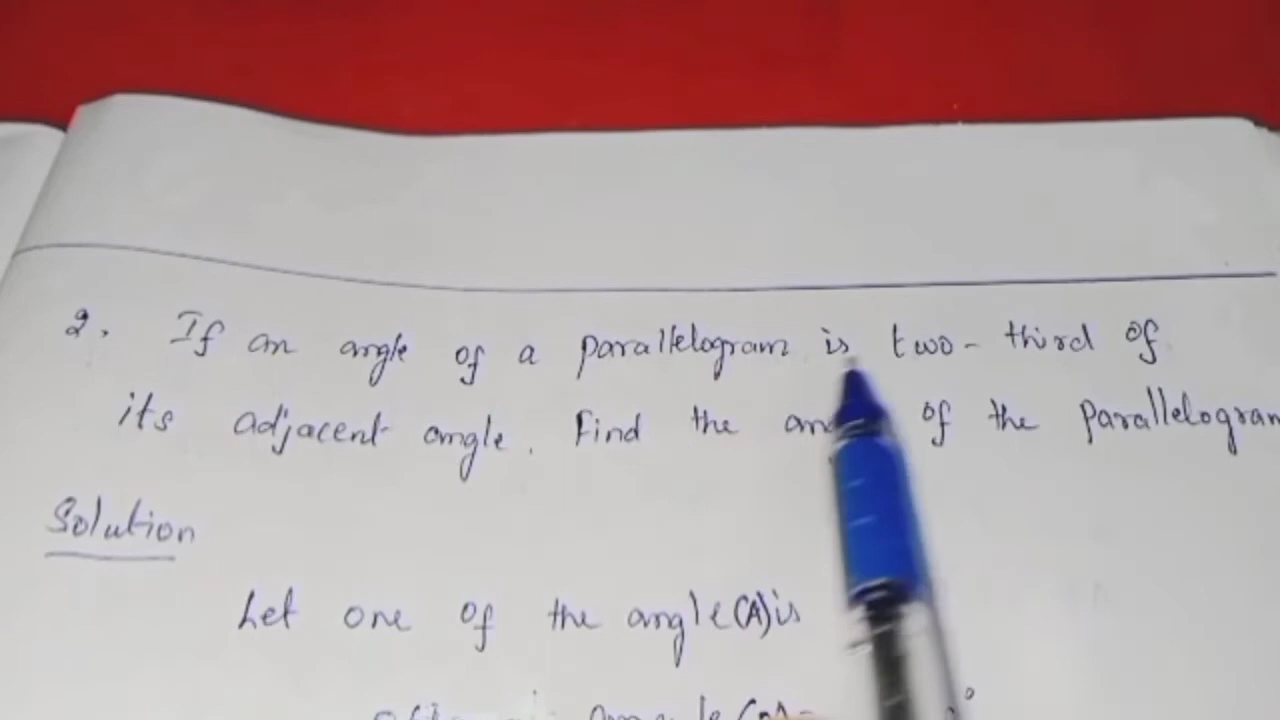 2. If an angle of a parallelogram is two-third of
its adjacent angle. Find the of the parallelogram
Solution
Let one of the angle(A)is